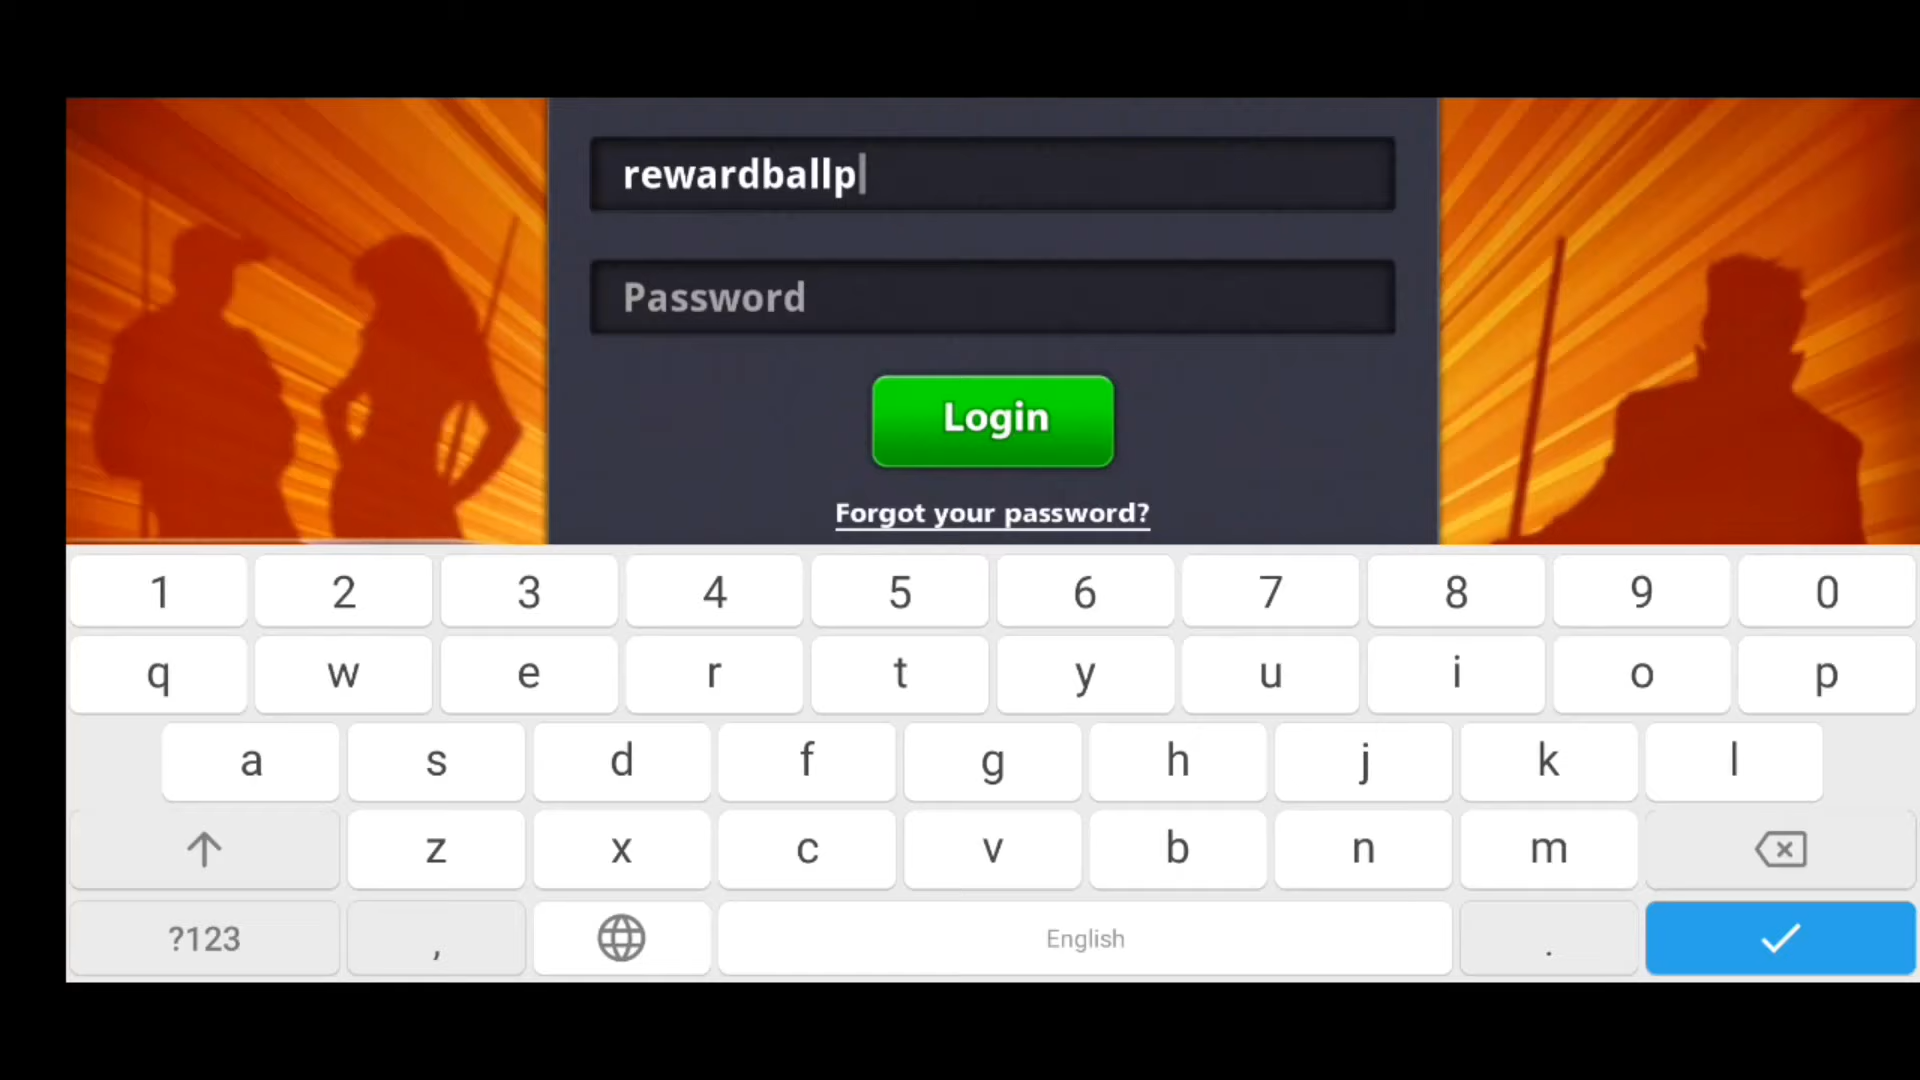 rewardballp
Password
Login
Forgot your password?
1 2 3 4 5 6 7 8 9 0
q w e r t y u i o p
a s d f g h j k l
z x c v b n m
?123 , English .